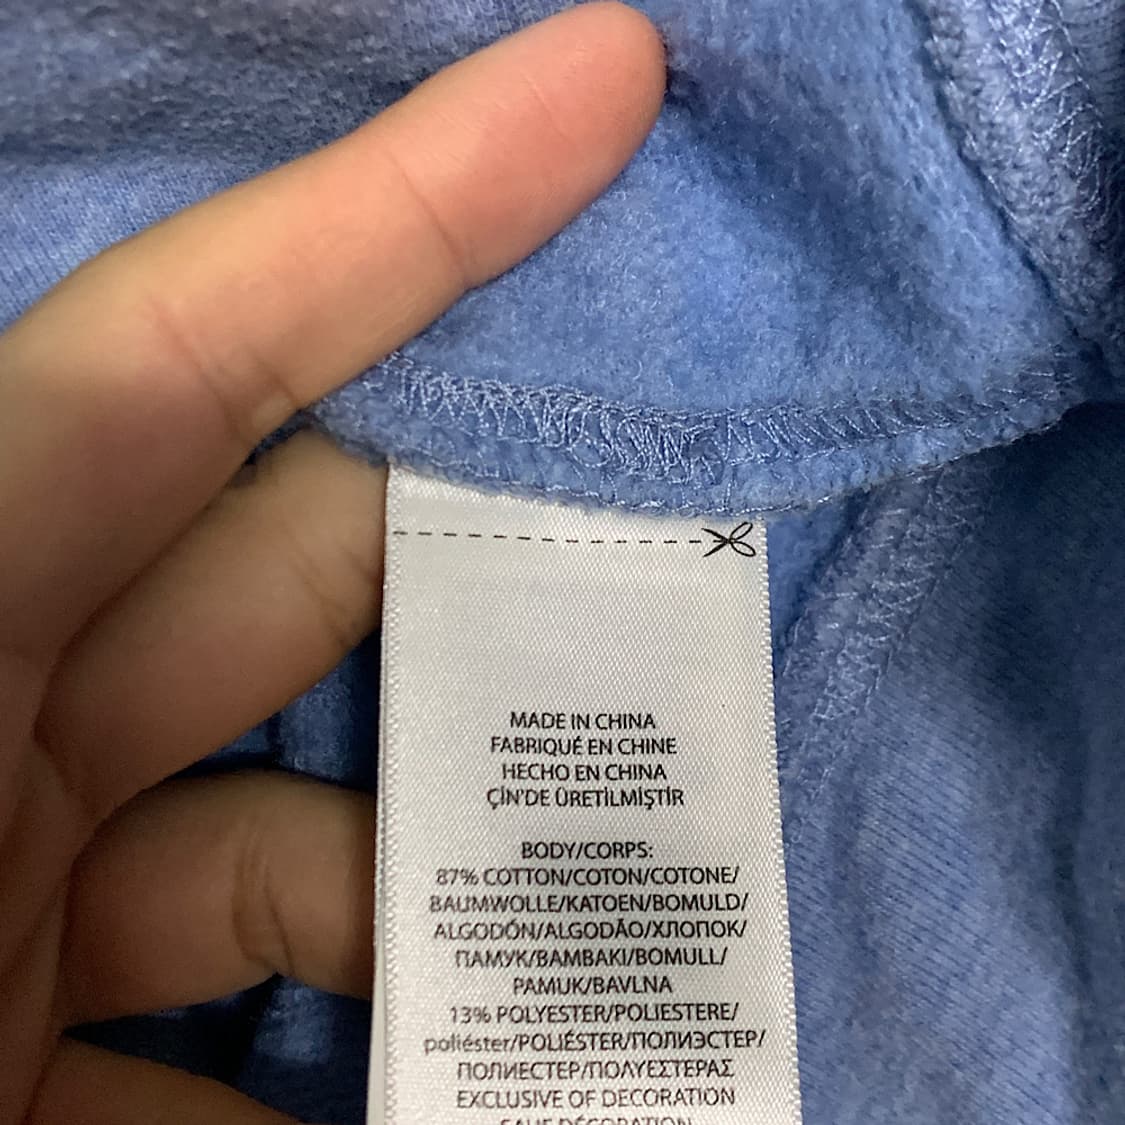 MADE IN CHINA
FABRIQUÉ EN CHINE
HECHO EN CHINA
ÇİN'DE ÜRETİLMİŞTİR
BODY/CORPS:
87% COTTON/COTON/COTONE/
BAUMWOLLE/KATOEN/BOMULD/
ALGODÓN/ALGODÃO/ХЛОПОК/
ПАМУК/BAMBAKI/BOMULL/
PAMUK/BAVLNA
13% POLYESTER/POLIESTERE/
poliéster/POLIÉSTER/ПОЛИЭСТЕР/
ПОЛИЕСТЕР/ΠΟΛΥΕΣΤΕΡΑΣ
EXCLUSIVE OF DECORATION
SAUF DÉCORATION